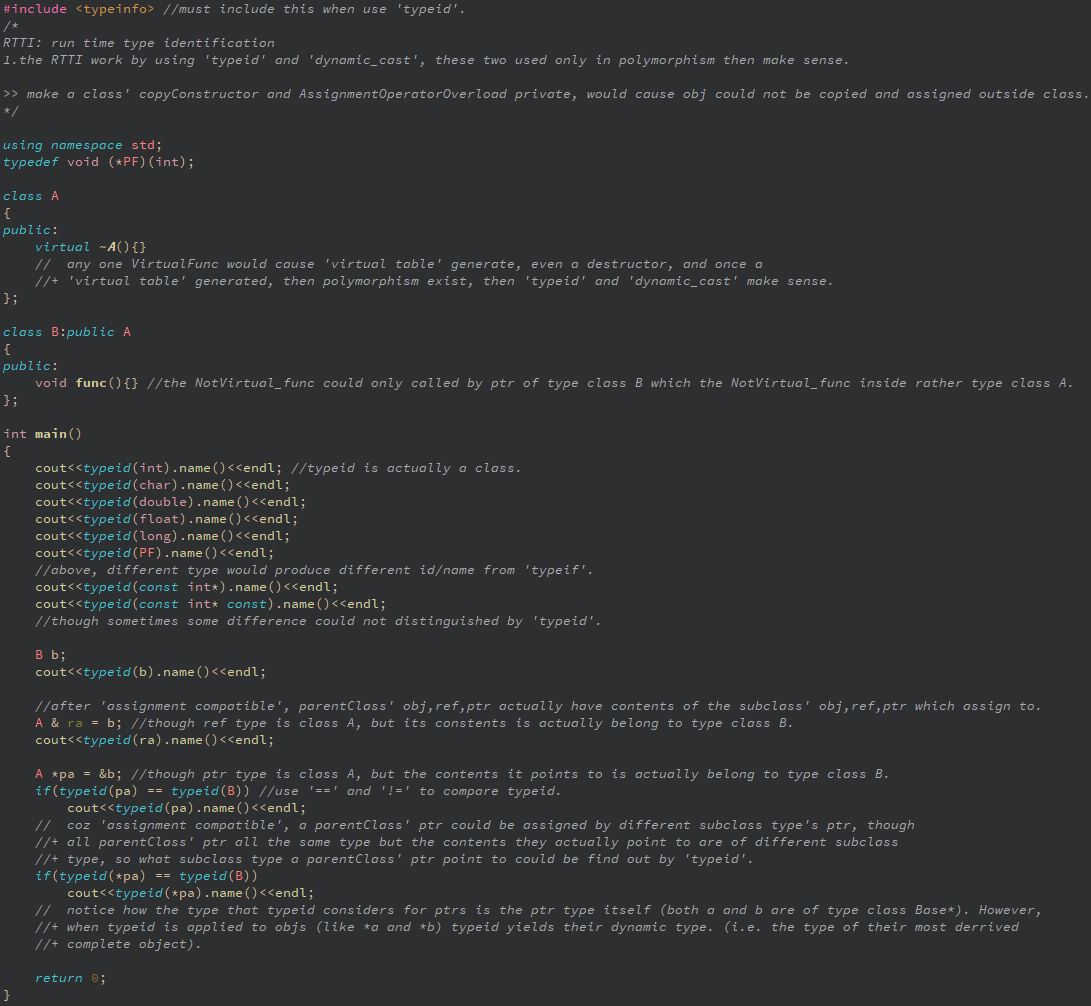 #include <typeinfo> //must include this when use 'typeid'.
/*
RTTI: run time type identification
1.the RTTI work by using 'typeid' and 'dynamic_cast', these two used only in polymorphism then make sense.
>> make a class' copyConstructor and AssignmentOperatorOverload private, would cause obj could not be copied and assigned outside class.
*/
using namespace std;
typedef void (*PF)(int);
class A
{
public:
    virtual ~A(){}
    //  any one VirtualFunc would cause 'virtual table' generate, even a destructor, and once a
    //+ 'virtual table' generated, then polymorphism exist, then 'typeid' and 'dynamic_cast' make sense.
};
class B:public A
{
public:
    void func(){} //the NotVirtual_func could only called by ptr of type class B which the NotVirtual_func inside rather type class A.
};
int main()
{
    cout<<typeid(int).name()<<endl; //typeid is actually a class.
    cout<<typeid(char).name()<<endl;
    cout<<typeid(double).name()<<endl;
    cout<<typeid(float).name()<<endl;
    cout<<typeid(long).name()<<endl;
    cout<<typeid(PF).name()<<endl;
    //above, different type would produce different id/name from 'typeif'.
    cout<<typeid(const int*).name()<<endl;
    cout<<typeid(const int* const).name()<<endl;
    //though sometimes some difference could not distinguished by 'typeid'.
    B b;
    cout<<typeid(b).name()<<endl;
    //after 'assignment compatible', parentClass' obj,ref,ptr actually have contents of the subclass' obj,ref,ptr which assign to.
    A & ra = b; //though ref type is class A, but its constents is actually belong to type class B.
    cout<<typeid(ra).name()<<endl;
    A *pa = &b; //though ptr type is class A, but the contents it points to is actually belong to type class B.
    if(typeid(pa) == typeid(B)) //use '==' and '!=' to compare typeid.
        cout<<typeid(pa).name()<<endl;
    //  coz 'assignment compatible', a parentClass' ptr could be assigned by different subclass type's ptr, though
    //+ all parentClass' ptr all the same type but the contents they actually point to are of different subclass
    //+ type, so what subclass type a parentClass' ptr point to could be find out by 'typeid'.
    if(typeid(*pa) == typeid(B))
        cout<<typeid(*pa).name()<<endl;
    //  notice how the type that typeid considers for ptrs is the ptr type itself (both a and b are of type class Base*). However,
    //+ when typeid is applied to objs (like *a and *b) typeid yields their dynamic type. (i.e. the type of their most derrived
    //+ complete object).
    return 0;
}